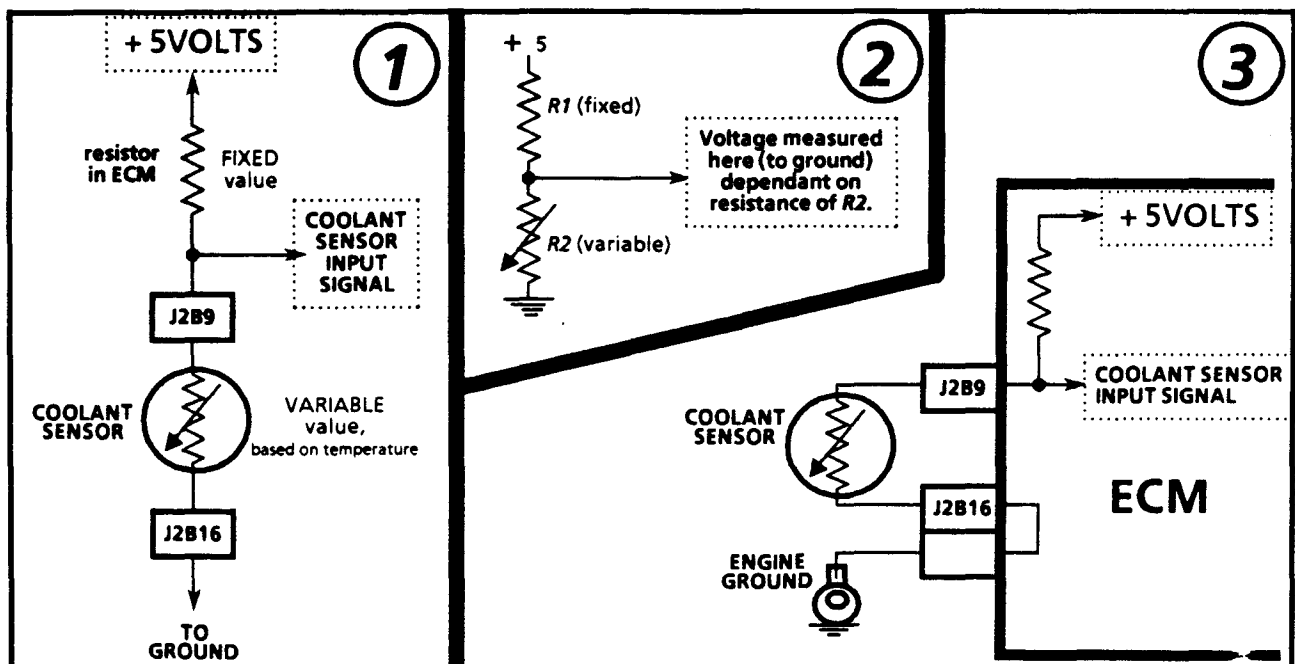 + 5VOLTS
1
resistor
in ECM
FIXED
value
COOLANT
SENSOR
INPUT
SIGNAL
J2B9
COOLANT
SENSOR
VARIABLE
value,
based on temperature
J2B16
TO
GROUND
2
+ 5
R1 (fixed)
Voltage measured
here (to ground)
dependant on
resistance of R2.
R2 (variable)
3
+ 5VOLTS
J2B9
COOLANT SENSOR
INPUT SIGNAL
COOLANT
SENSOR
J2B16
ECM
ENGINE
GROUND